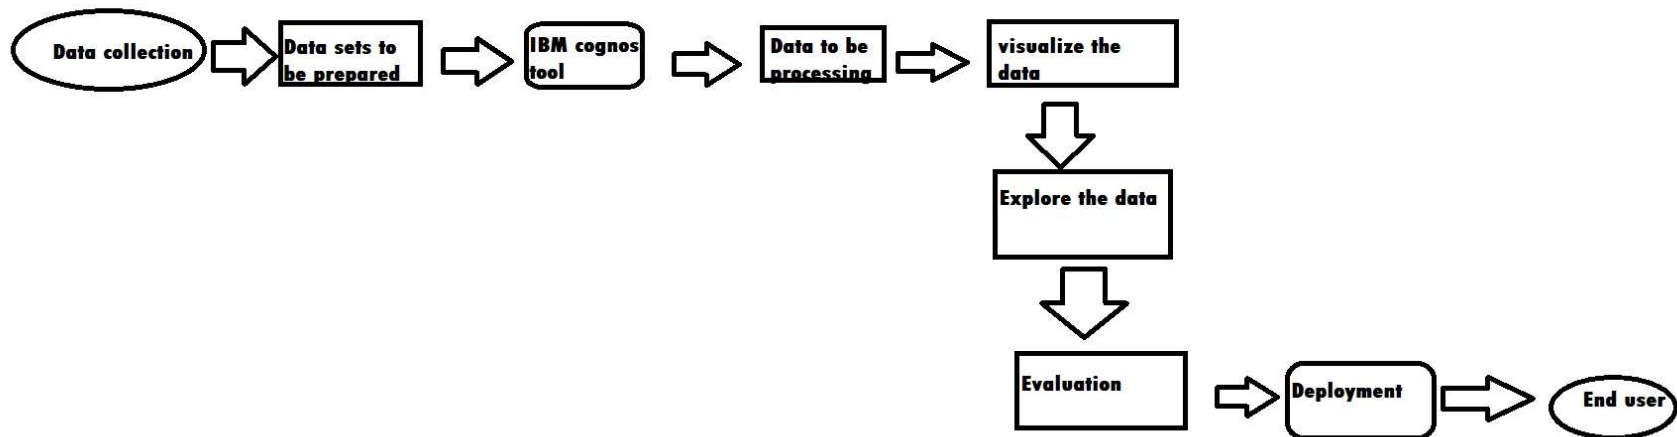 Data collection
Data sets to
be prepared
IBM cognos
tool
Data to be
processing
visualize the
data
Explore the data
Evaluation
Deployment
End user